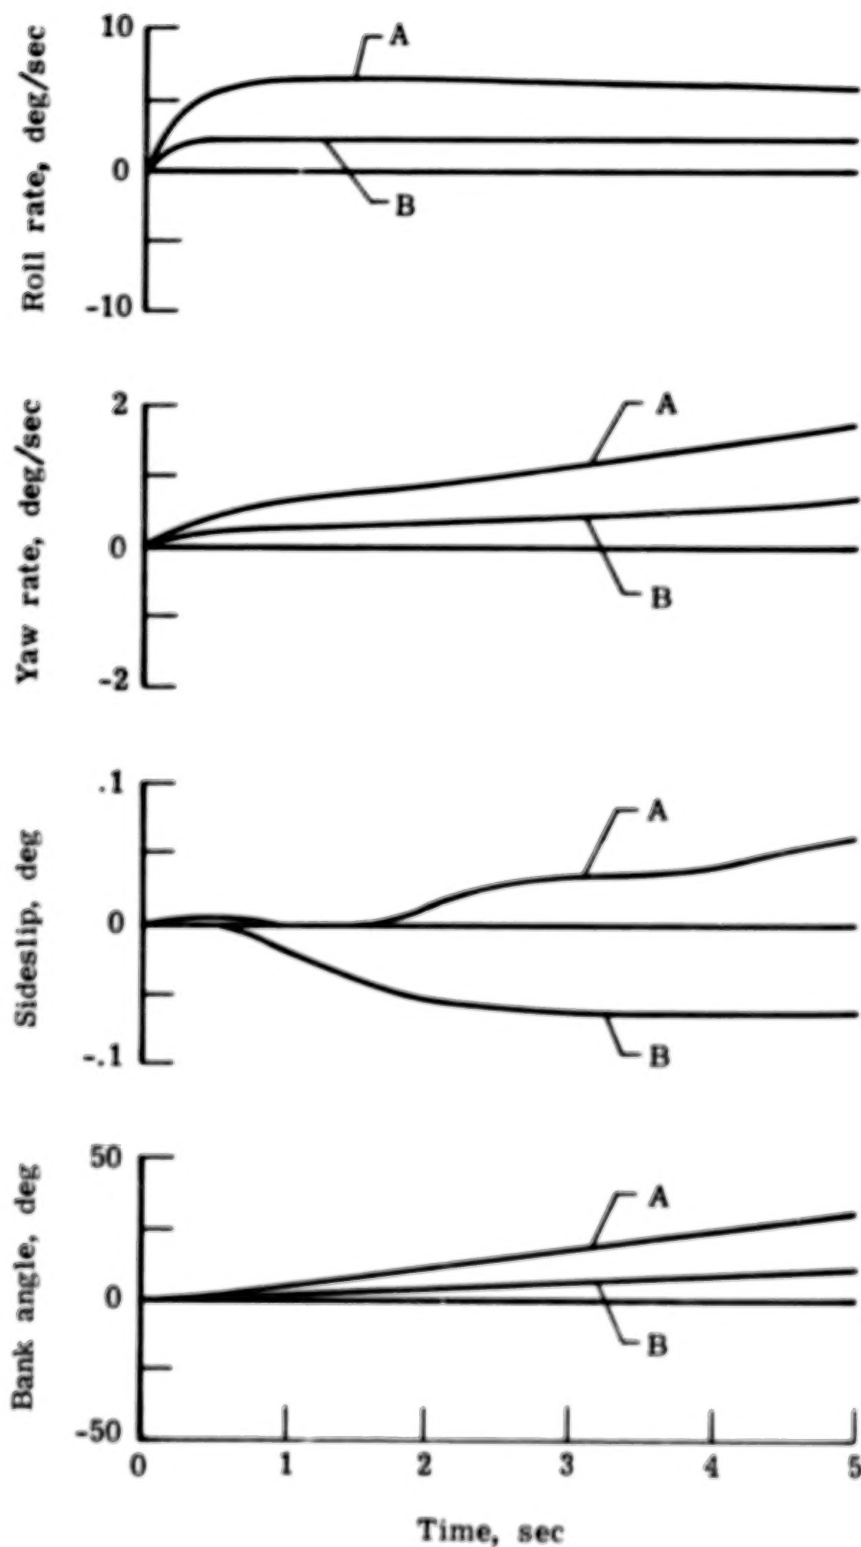 Roll rate, deg/sec
10
0
-10
A
B
Yaw rate, deg/sec
2
0
-2
A
B
Sideslip, deg
.1
0
-.1
A
B
Bank angle, deg
50
0
-50
A
B
0 1 2 3 4 5
Time, sec